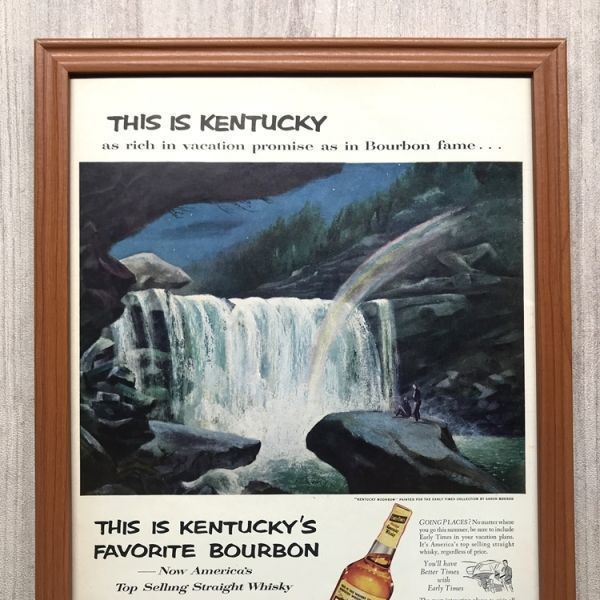 THIS IS KENTUCKY
as rich in vacation promise as in Bourbon fame...
"KENTUCKY MOONBOW" PAINTED FOR THE EARLY TIMES COLLECTION BY AARON BOHROD
THIS IS KENTUCKY'S
FAVORITE BOURBON
— Now America's
Top Selling Straight Whisky
GOING PLACES? No matter where
you go this summer, be sure to include
Early Times in your vacation plans.
It's America's top selling straight
whisky, regardless of price.
You'll have
Better Times
with
Early Times